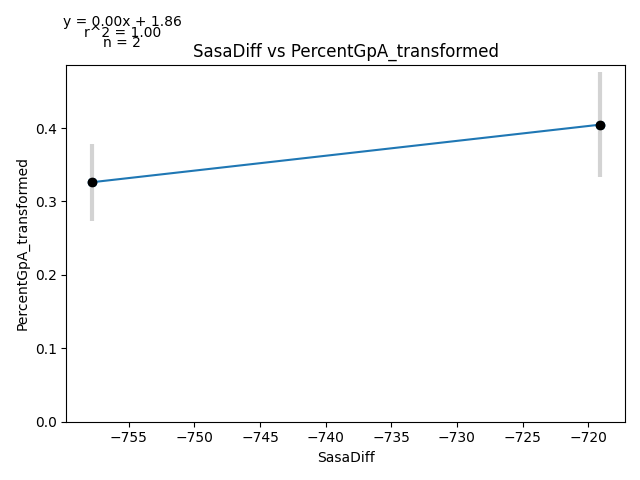 y = 0.00x + 1.86
r^2 = 1.00
n = 2
SasaDiff vs PercentGpA_transformed
PercentGpA_transformed
0.4
0.3
0.2
0.1
0.0
−755 −750 −745 −740 −735 −730 −725 −720
SasaDiff